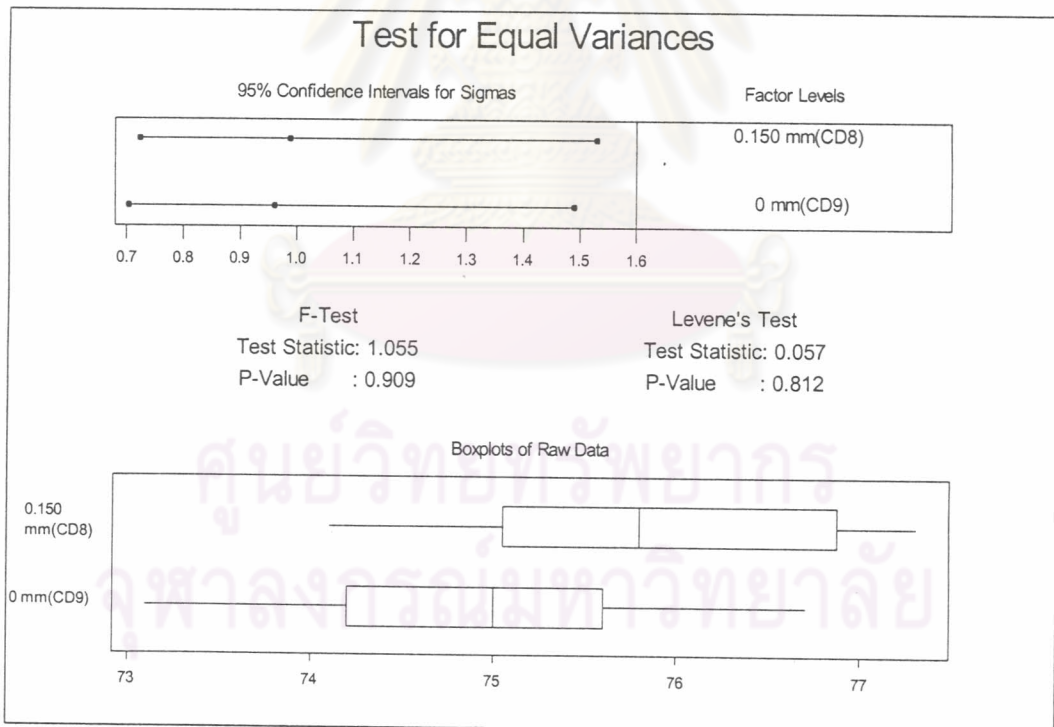 Test for Equal Variances
95% Confidence Intervals for Sigmas
Factor Levels
0.150 mm(CD8)
0 mm(CD9)
0.7 0.8 0.9 1.0 1.1 1.2 1.3 1.4 1.5 1.6
F-Test
Test Statistic: 1.055
P-Value : 0.909
Levene's Test
Test Statistic: 0.057
P-Value : 0.812
Boxplots of Raw Data
0.150
mm(CD8)
0 mm(CD9)
73 74 75 76 77
ศูนย์วิทยทรัพยากร
จุฬาลงกรณ์มหาวิทยาลัย